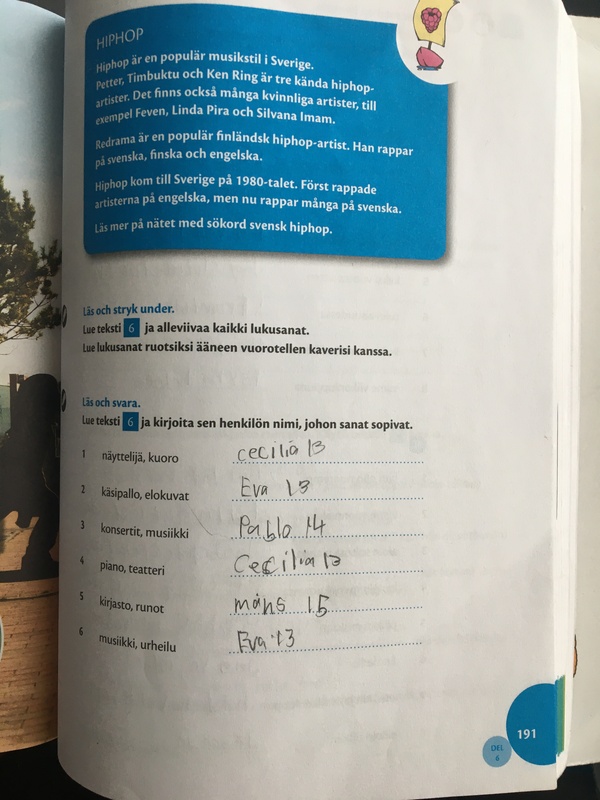 HIPHOP
Hiphop är en populär musikstil i Sverige.
Petter, Timbuktu och Ken Ring är tre kända hiphop-
artister. Det finns också många kvinnliga artister, till
exempel Feven, Linda Pira och Silvana Imam.
Redrama är en populär finländsk hiphop-artist. Han rappar
på svenska, finska och engelska.
Hiphop kom till Sverige på 1980-talet. Först rappade
artisterna på engelska, men nu rappar många på svenska.
Läs mer på nätet med sökord svensk hiphop.
Läs och stryk under.
Lue teksti 6 ja alleviivaa kaikki lukusanat.
Lue lukusanat ruotsiksi ääneen vuorotellen kaverisi kanssa.
Läs och svara.
Lue teksti 6 ja kirjoita sen henkilön nimi, johon sanat sopivat.
1 näyttelijä, kuoro cecilia 13
2 käsipallo, elokuvat Eva 13
3 konsertit, musiikki Pablo 14
4 piano, teatteri Cecilia 13
5 kirjasto, runot måns 15
6 musiikki, urheilu Eva 13
191
DEL
6